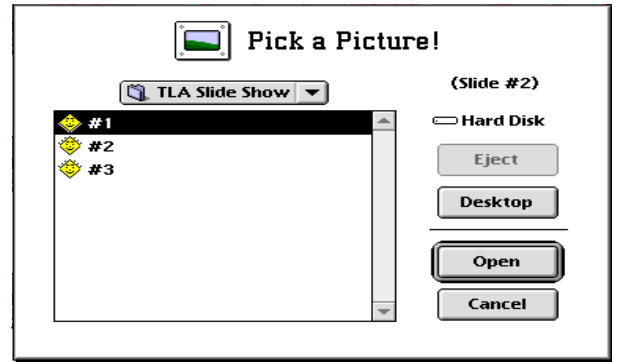 Pick a Picture!
TLA Slide Show
(Slide #2)
#1
#2
#3
Hard Disk
Eject
Desktop
Open
Cancel